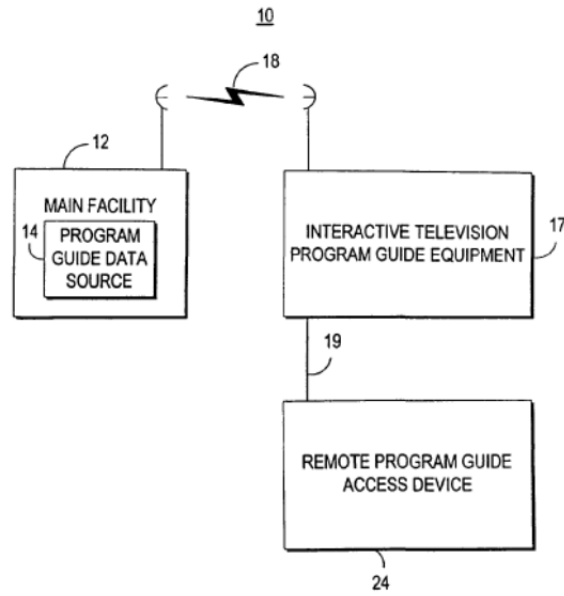 10
18
12
MAIN FACILITY
14
PROGRAM
GUIDE DATA
SOURCE
INTERACTIVE TELEVISION
PROGRAM GUIDE EQUIPMENT
17
19
REMOTE PROGRAM GUIDE
ACCESS DEVICE
24